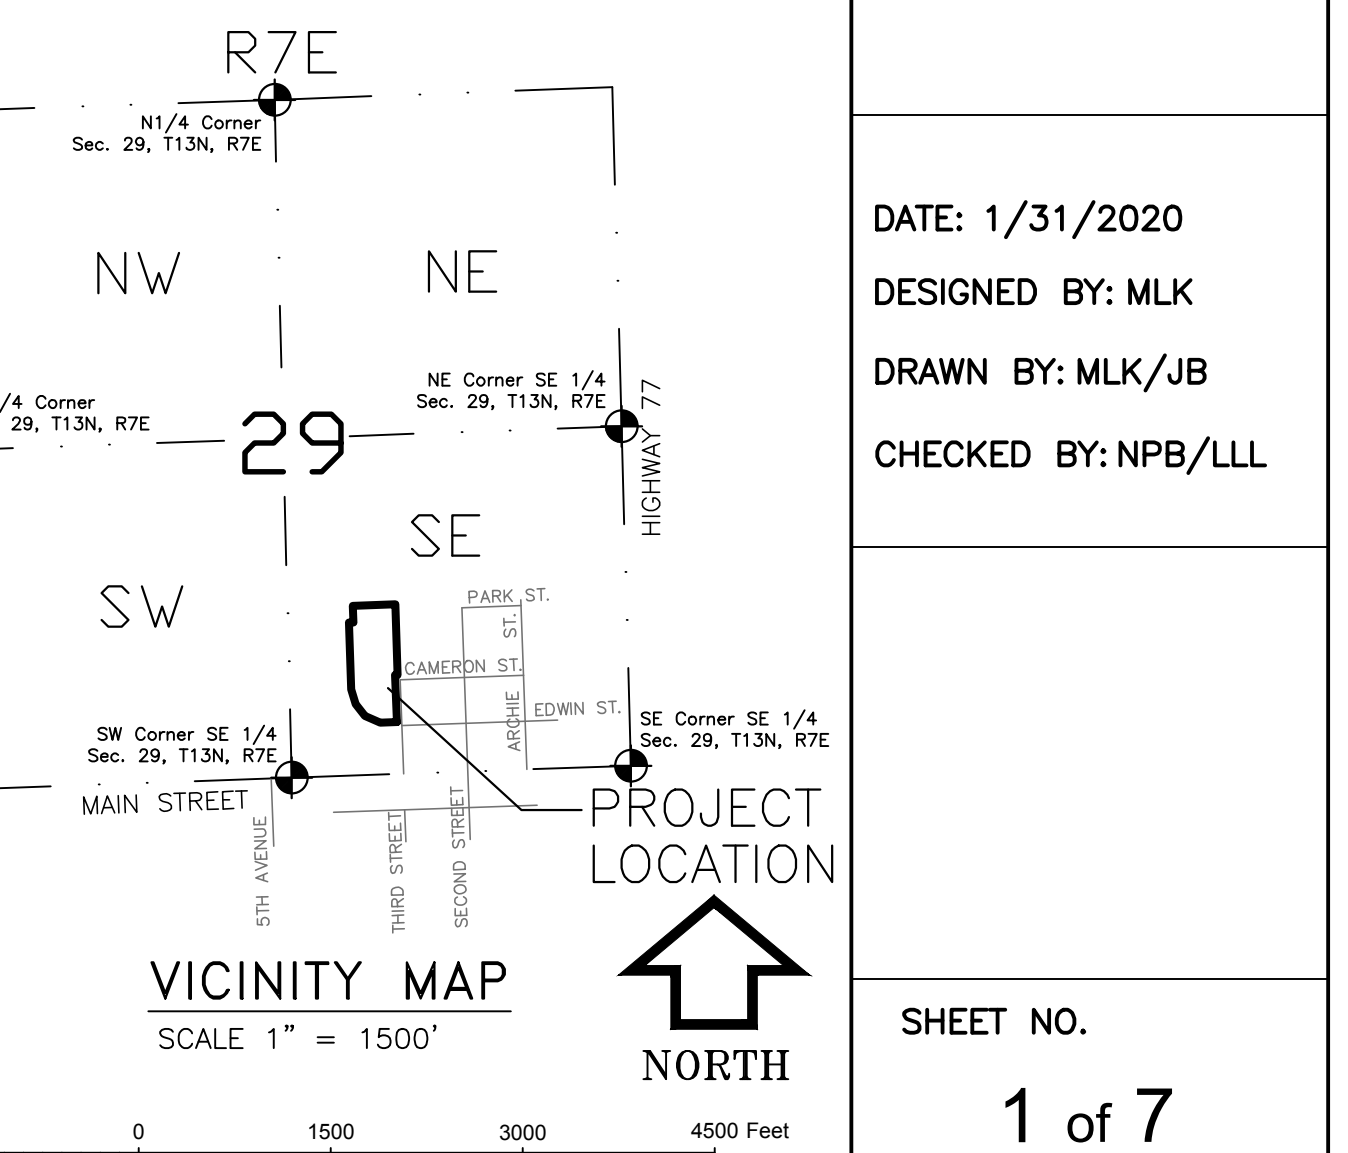 R7E
N1/4 Corner
Sec. 29, T13N, R7E
NW
NE
NE Corner SE 1/4
Sec. 29, T13N, R7E
/4 Corner
29, T13N, R7E
29
HIGHWAY 77
SE
SW
PARK ST.
ARCHIE ST.
CAMERON ST.
EDWIN ST.
SW Corner SE 1/4
Sec. 29, T13N, R7E
SE Corner SE 1/4
Sec. 29, T13N, R7E
MAIN STREET
5TH AVENUE
THIRD STREET
SECOND STREET
PROJECT
LOCATION
VICINITY MAP
SCALE 1” = 1500’
NORTH
0 1500 3000 4500 Feet
DATE: 1/31/2020
DESIGNED BY: MLK
DRAWN BY: MLK/JB
CHECKED BY: NPB/LLL
SHEET NO.
1 of 7